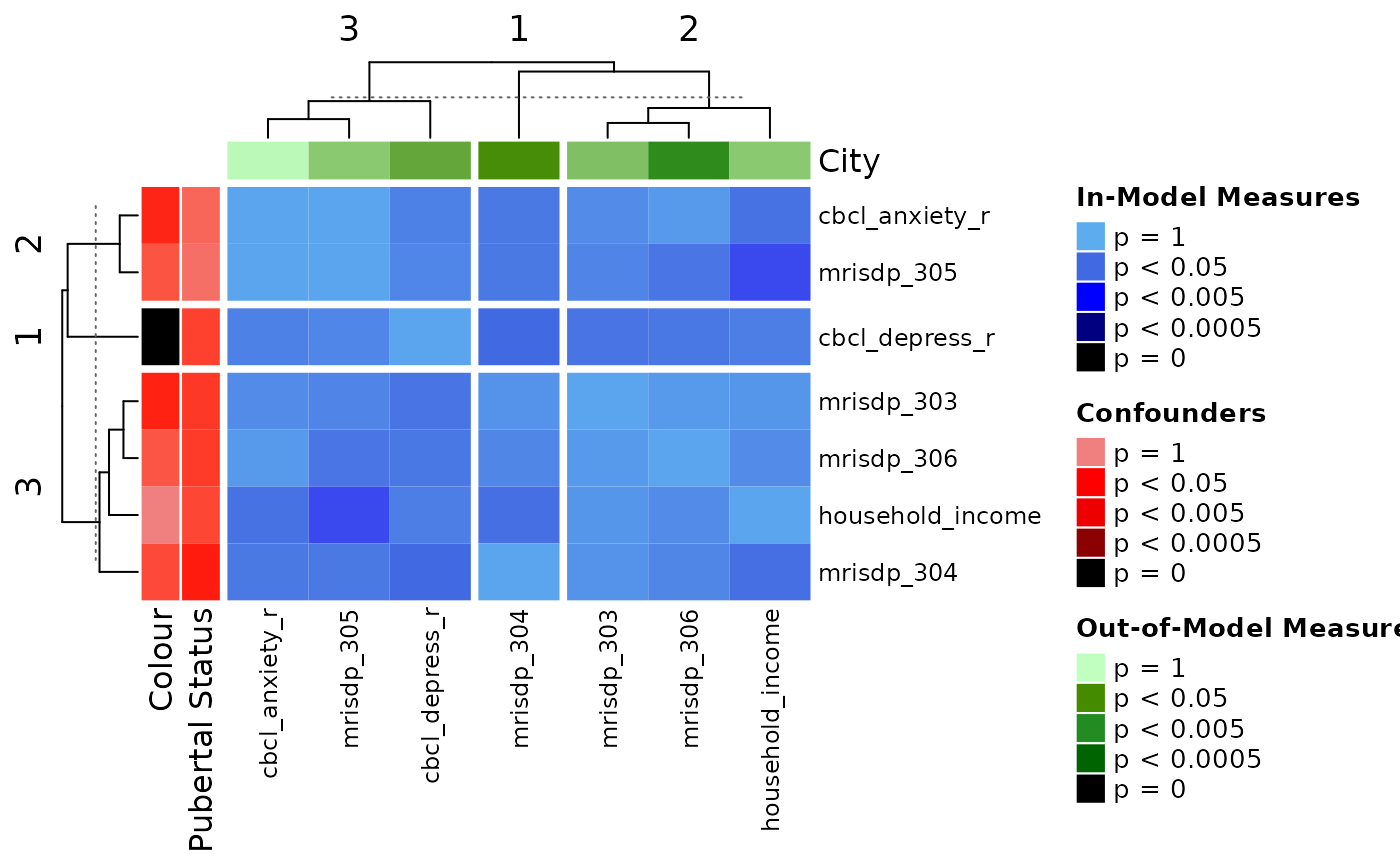 3 1 2
City
2
1
3
cbcl_anxiety_r
mrisdp_305
cbcl_depress_r
mrisdp_303
mrisdp_306
household_income
mrisdp_304
Colour
Pubertal Status
cbcl_anxiety_r
mrisdp_305
cbcl_depress_r
mrisdp_304
mrisdp_303
mrisdp_306
household_income
In-Model Measures
p = 1
p < 0.05
p < 0.005
p < 0.0005
p = 0
Confounders
p = 1
p < 0.05
p < 0.005
p < 0.0005
p = 0
Out-of-Model Measure
p = 1
p < 0.05
p < 0.005
p < 0.0005
p = 0